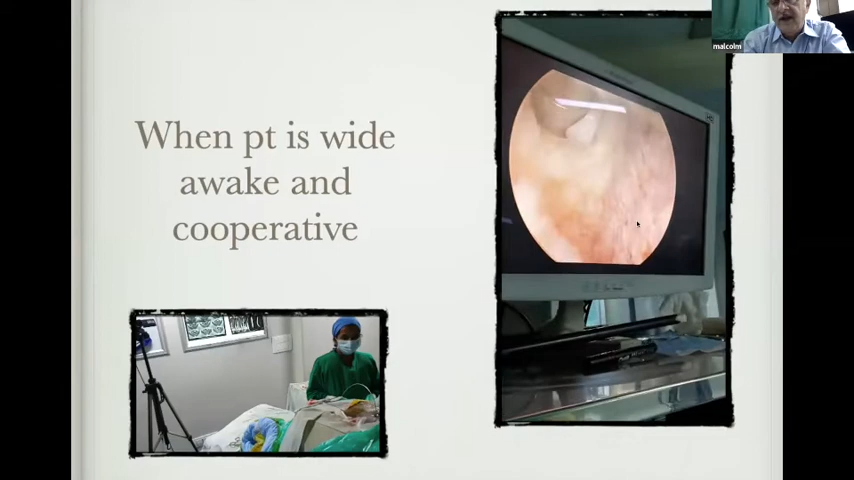 When pt is wide
awake and
cooperative
malcolm